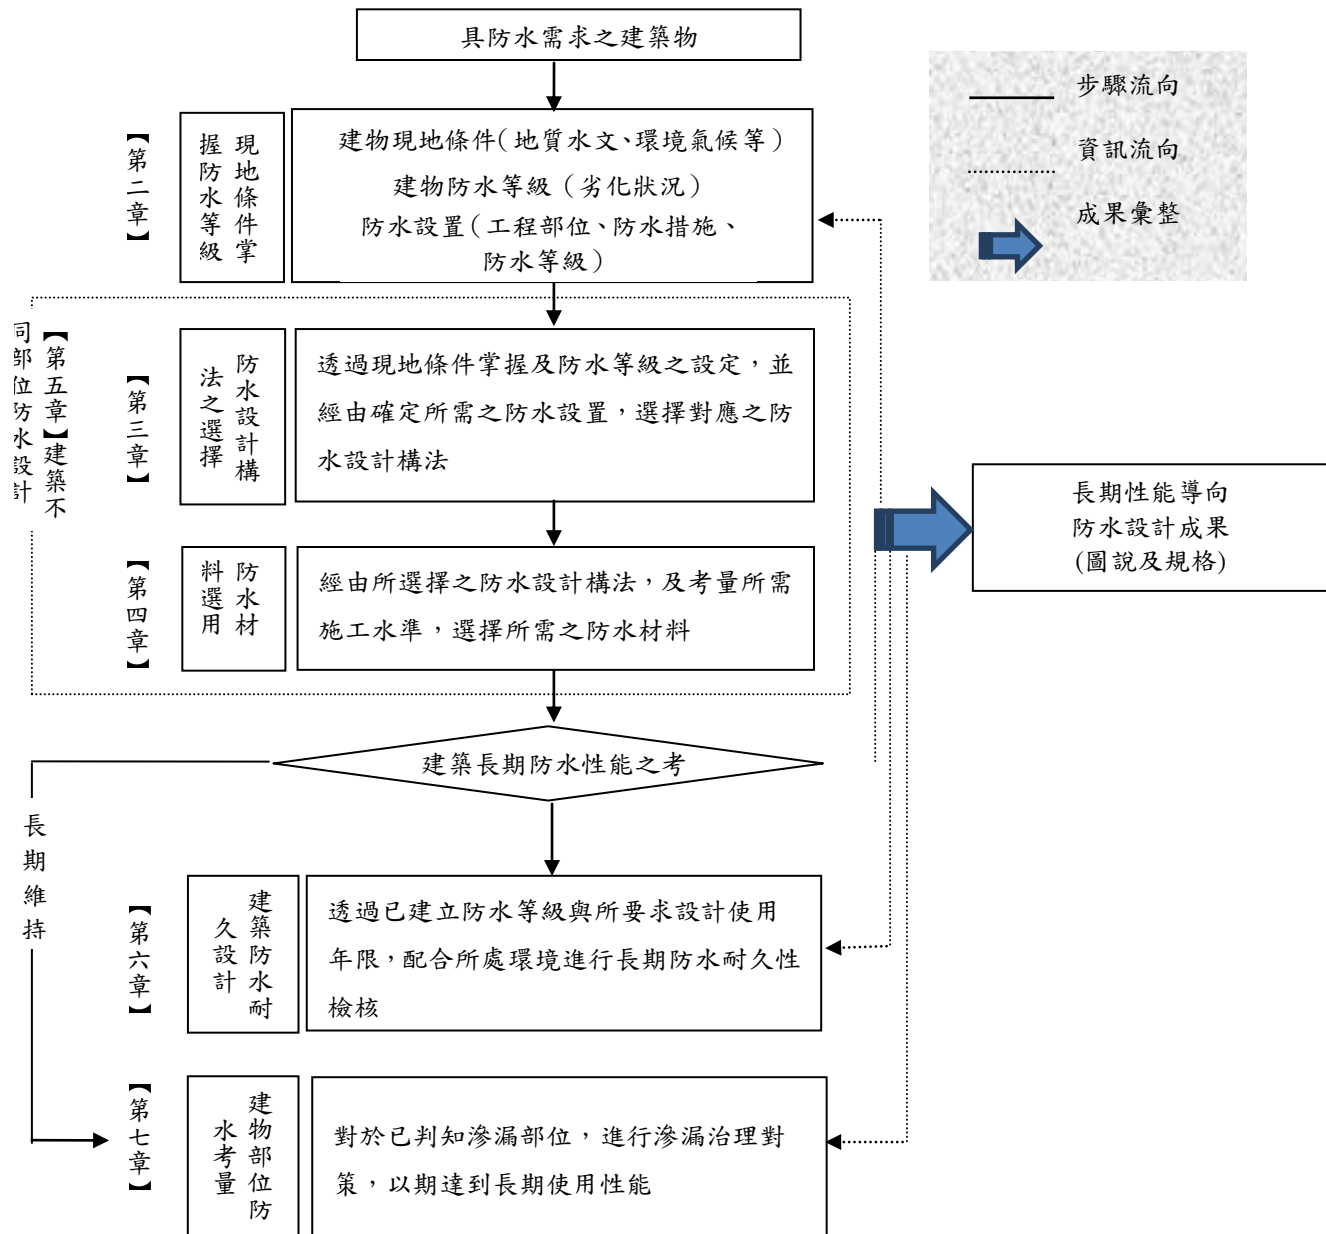 具防水需求之建築物
步驟流向
資訊流向
成果彙整
【第二章】
現地條件掌
握防水等級
建物現地條件(地質水文、環境氣候等)
建物防水等級(劣化狀況)
防水設置(工程部位、防水措施、
防水等級)
【第五章】建築不
同部位防水設計
【第三章】
防水設計構
法之選擇
透過現地條件掌握及防水等級之設定，並
經由確定所需之防水設置，選擇對應之防
水設計構法
【第四章】
防水材
料選用
經由所選擇之防水設計構法，及考量所需
施工水準，選擇所需之防水材料
長期性能導向
防水設計成果
(圖說及規格)
建築長期防水性能之考
長期維持
【第六章】
建築防水耐
久設計
透過已建立防水等級與所要求設計使用
年限，配合所處環境進行長期防水耐久性
檢核
【第七章】
建物部位防
水考量
對於已判知滲漏部位，進行滲漏治理對
策，以期達到長期使用性能